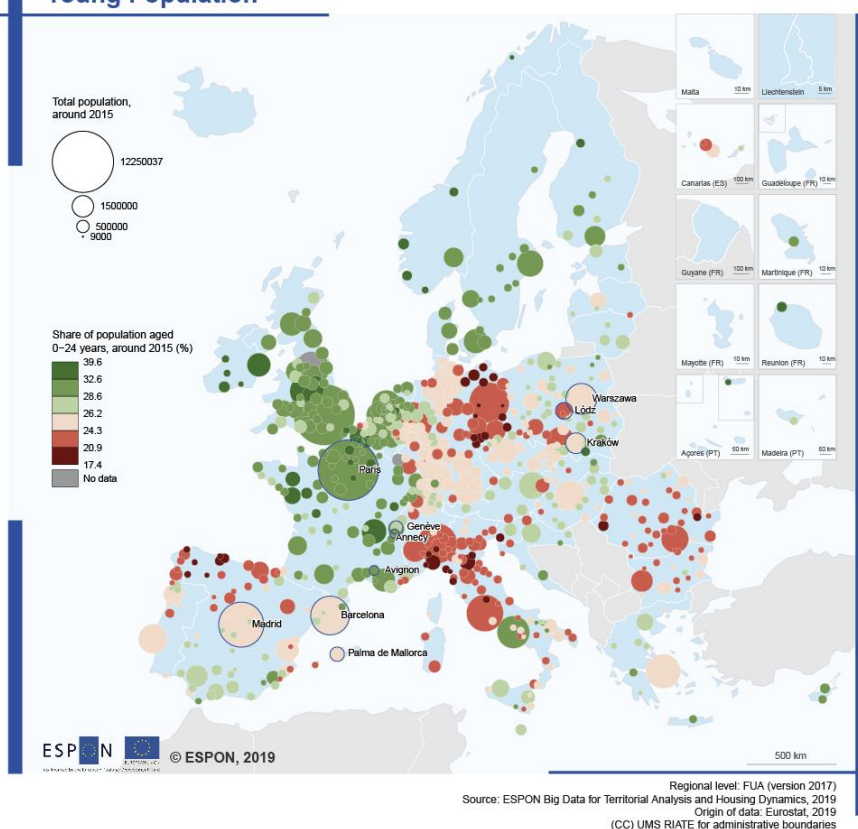 Young Population
Total population,
around 2015
12250037
1500000
500000
9000
Share of population aged
0-24 years, around 2015 (%)
39.6
32.6
28.6
26.2
24.3
20.9
17.4
No data
Malta
10 km
Liechtenstein
5 km
Canarias (ES)
100 km
Guadeloupe (FR)
10 km
Guyane (FR)
100 km
Martinique (FR)
10 km
Mayotte (FR)
10 km
Reunion (FR)
10 km
Açores (PT)
50 km
Madeira (PT)
50 km
Warszawa
Lódz
Kraków
Paris
Genève
Annecy
Avignon
Barcelona
Madrid
Palma de Mallorca
ESPON
© ESPON, 2019
500 km
Regional level: FUA (version 2017)
Source: ESPON Big Data for Territorial Analysis and Housing Dynamics, 2019
Origin of data: Eurostat, 2019
(CC) UMS RIATE for administrative boundaries